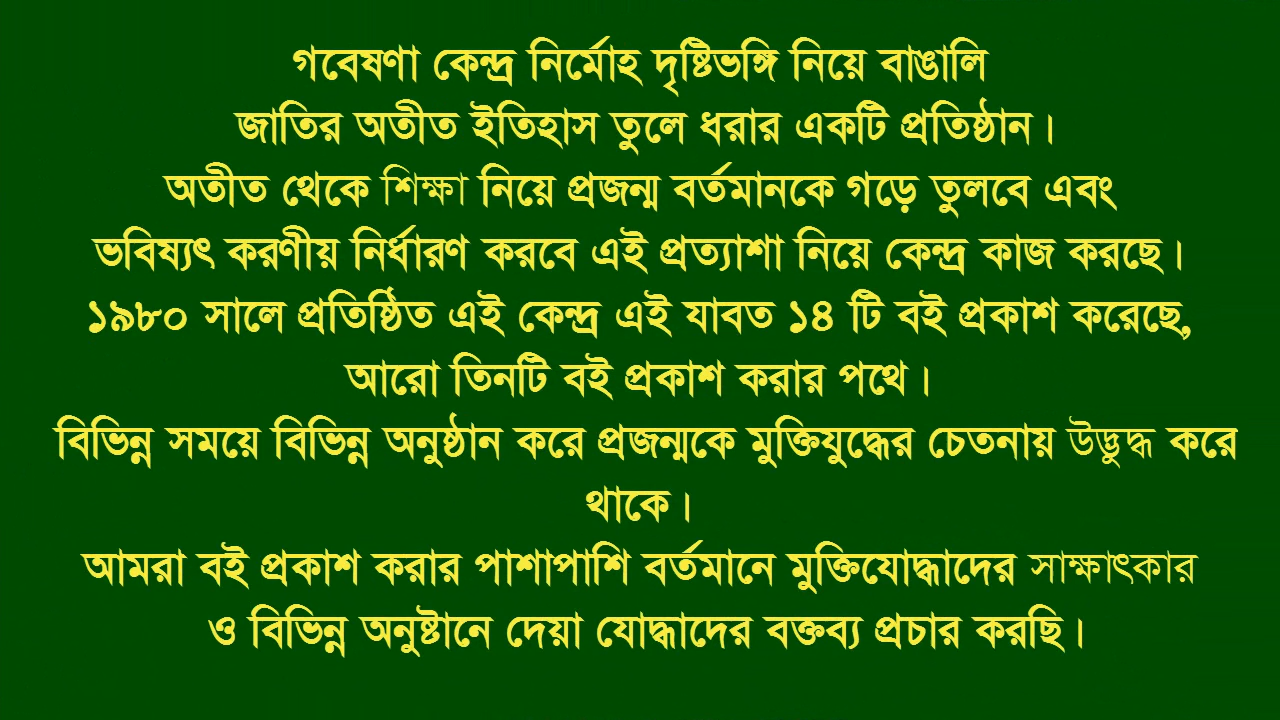 গবেষণা কেন্দ্র নির্মোহ দৃষ্টিভঙ্গি নিয়ে বাঙালি
জাতির অতীত ইতিহাস তুলে ধরার একটি প্রতিষ্ঠান।
অতীত থেকে শিক্ষা নিয়ে প্রজন্ম বর্তমানকে গড়ে তুলবে এবং
ভবিষ্যৎ করণীয় নির্ধারণ করবে এই প্রত্যাশা নিয়ে কেন্দ্র কাজ করছে।
১৯৮০ সালে প্রতিষ্ঠিত এই কেন্দ্র এই যাবত ১৪ টি বই প্রকাশ করেছে,
আরো তিনটি বই প্রকাশ করার পথে।
বিভিন্ন সময়ে বিভিন্ন অনুষ্ঠান করে প্রজন্মকে মুক্তিযুদ্ধের চেতনায় উদ্ভুদ্ধ করে
থাকে।
আমরা বই প্রকাশ করার পাশাপাশি বর্তমানে মুক্তিযোদ্ধাদের সাক্ষাৎকার
ও বিভিন্ন অনুষ্টানে দেয়া যোদ্ধাদের বক্তব্য প্রচার করছি।